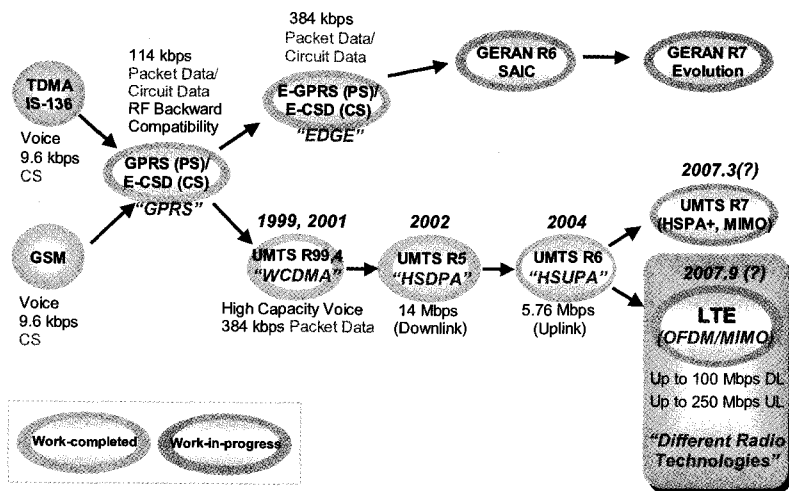 384 kbps
Packet Data/
Circuit Data
114 kbps
Packet Data/
Circuit Data
RF Backward
Compatibility
TDMA
IS-136
Voice
9.6 kbps
CS
E-GPRS (PS)/
E-CSD (CS)
"EDGE"
GERAN R6
SAIC
GERAN R7
Evolution
GPRS (PS)/
E-CSD (CS)
"GPRS"
GSM
Voice
9.6 kbps
CS
1999, 2001
UMTS R99,4
"WCDMA"
High Capacity Voice
384 kbps Packet Data
2002
UMTS R5
"HSDPA"
14 Mbps
(Downlink)
2004
UMTS R6
"HSUPA"
5.76 Mbps
(Uplink)
2007.3(?)
UMTS R7
(HSPA+, MIMO)
2007.9 (?)
LTE
(OFDM/MIMO)
Up to 100 Mbps DL
Up to 250 Mbps UL
"Different Radio
Technologies"
Work-completed
Work-in-progress